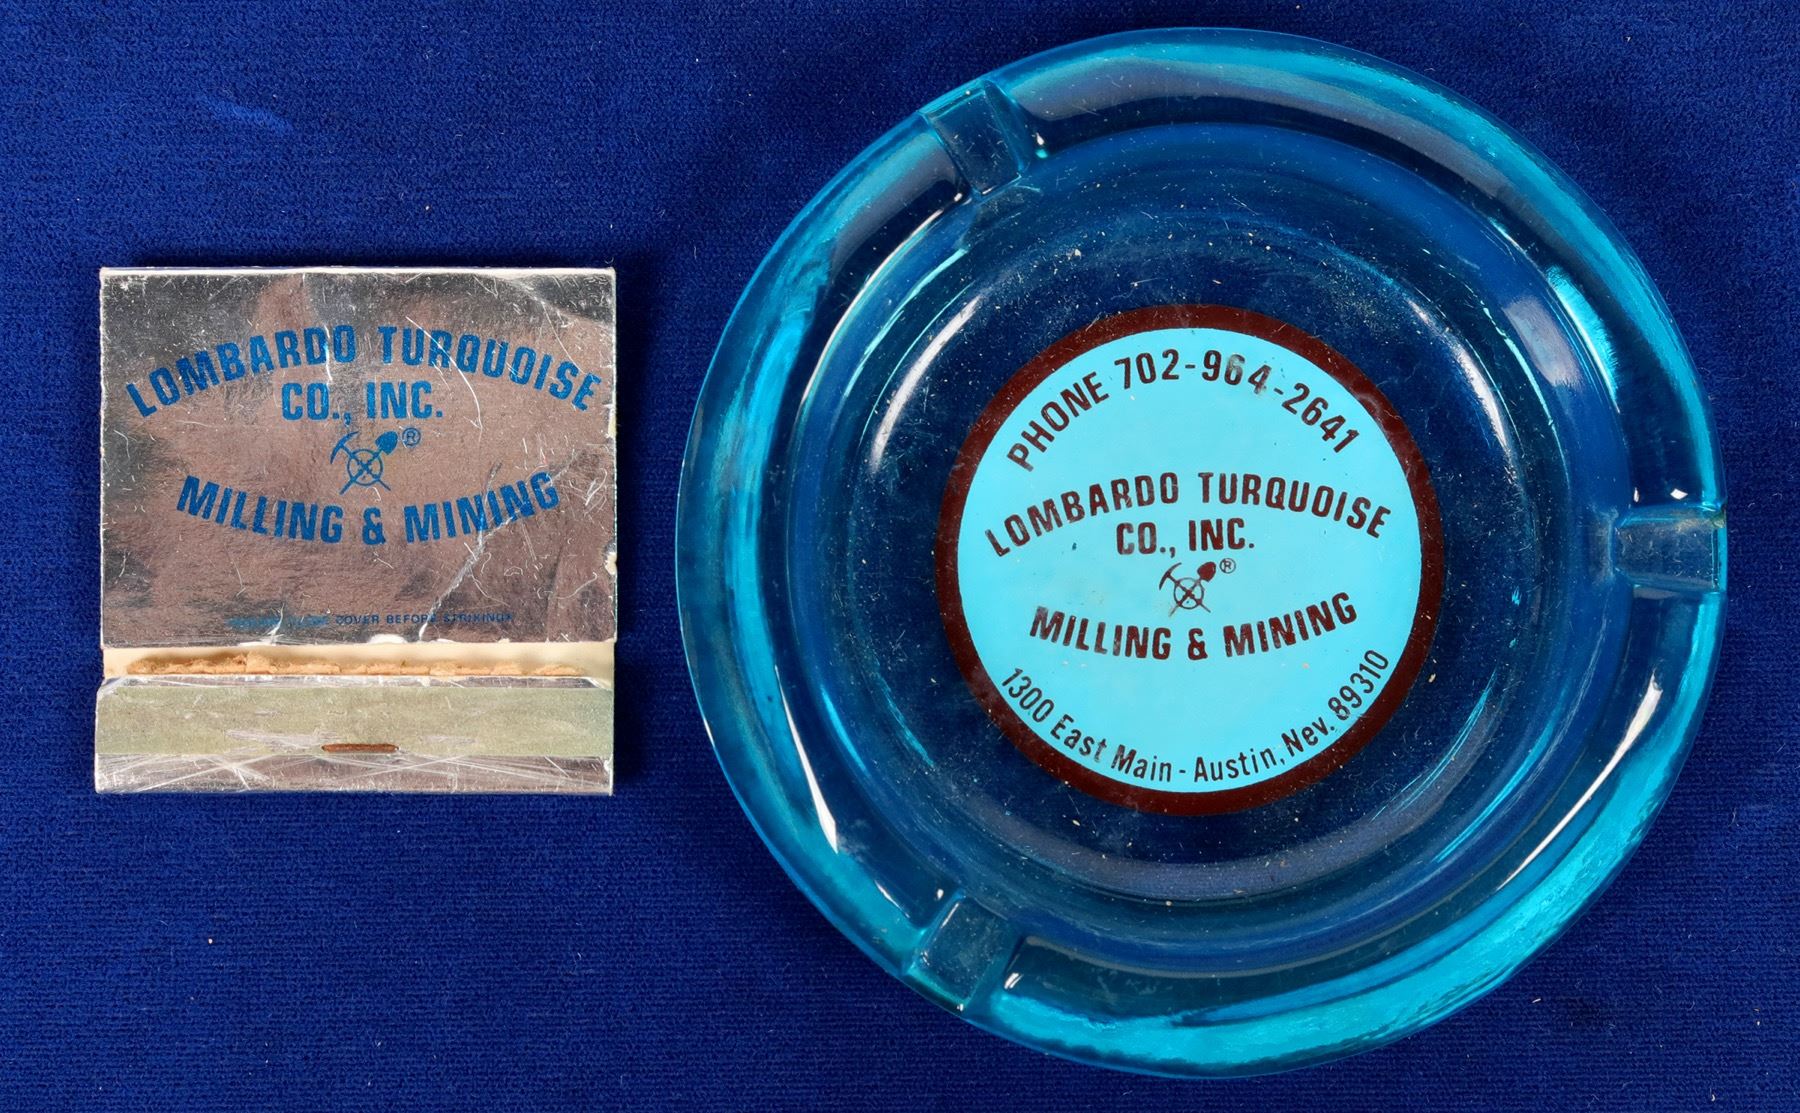 LOMBARDO TURQUOISE
CO., INC.
®
MILLING & MINING
COVER BEFORE STRIKING
PHONE 702-964-2641
LOMBARDO TURQUOISE
CO., INC.
®
MILLING & MINING
1300 East Main - Austin, Nev. 89310